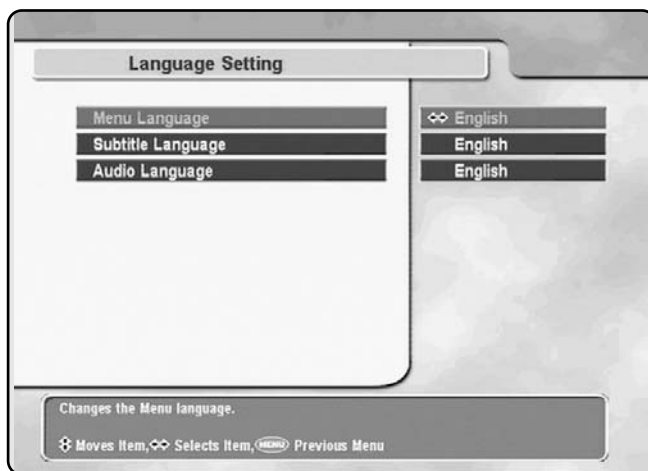 Language Setting
Menu Language English
Subtitle Language English
Audio Language English
Changes the Menu language.
Moves Item, Selects Item, MENU Previous Menu